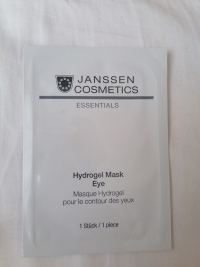 JANSSEN
COSMETICS
ESSENTIALS
Hydrogel Mask
Eye
Masque Hydrogel
pour le contour des yeux
1 Stück / 1 piece